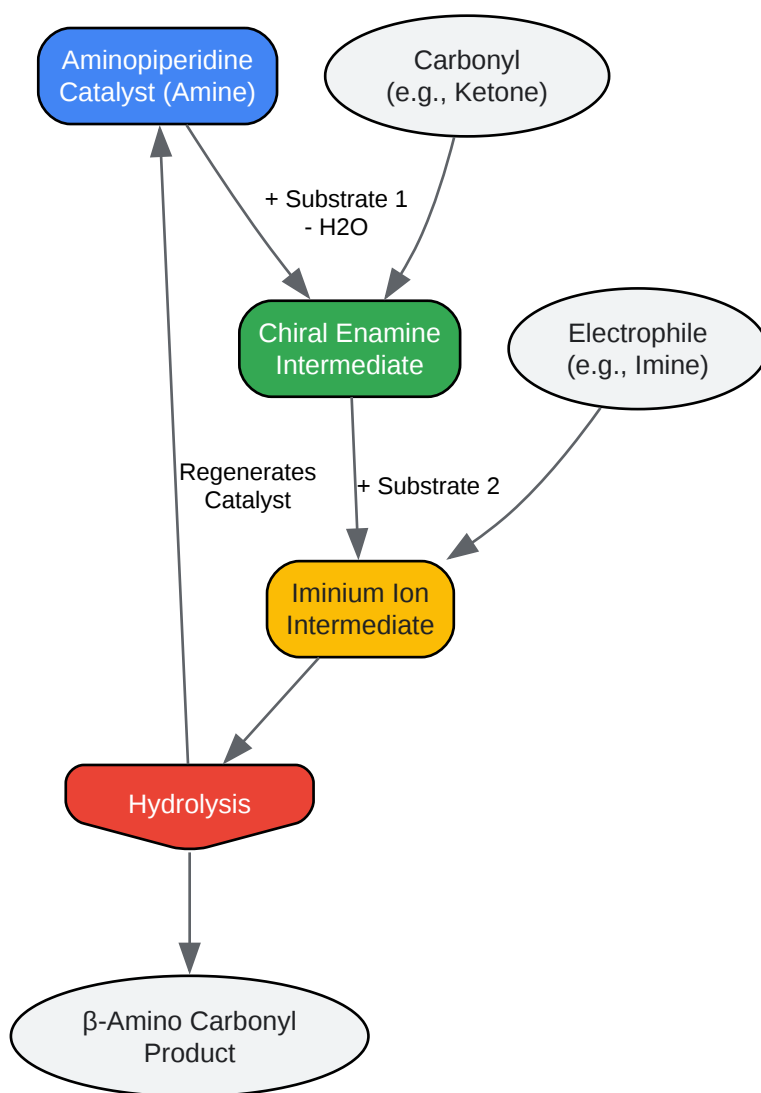 Aminopiperidine
Catalyst (Amine)
Carbonyl
(e.g., Ketone)
+ Substrate 1
- H2O
Chiral Enamine
Intermediate
Electrophile
(e.g., Imine)
Regenerates
Catalyst
+ Substrate 2
Iminium Ion
Intermediate
Hydrolysis
β-Amino Carbonyl
Product